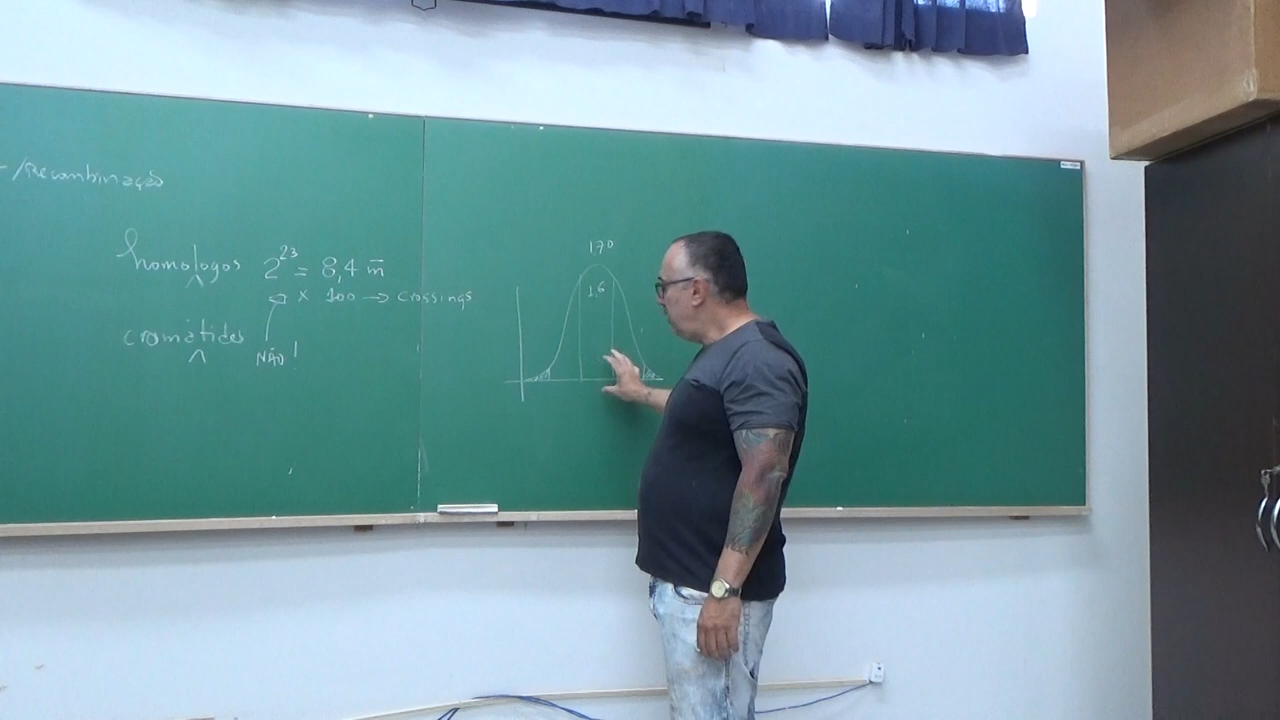 -/Recombinação
homologos 2²³ = 8,4 m̄
x 100 → crossings
cromátides
NÃO!
170
1,6